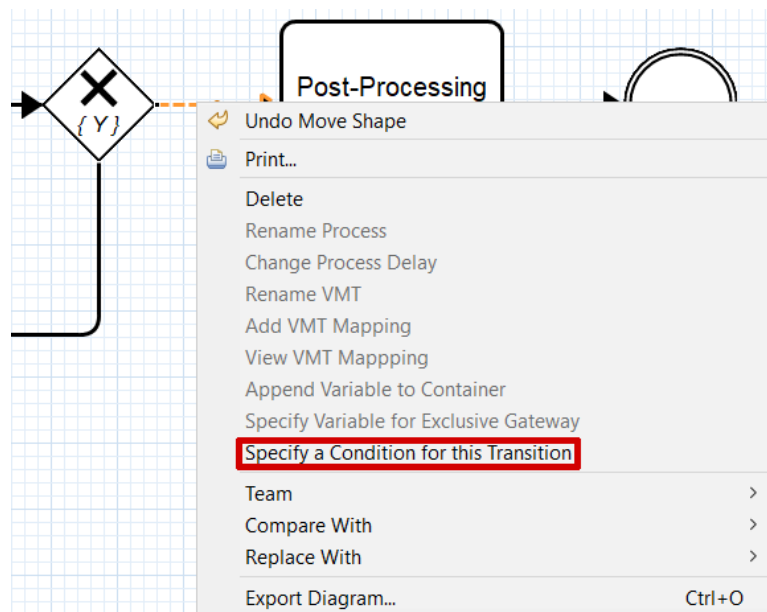 Post-Processing
{ Y }
Undo Move Shape
Print...
Delete
Rename Process
Change Process Delay
Rename VMT
Add VMT Mapping
View VMT Mappping
Append Variable to Container
Specify Variable for Exclusive Gateway
Specify a Condition for this Transition
Team
Compare With
Replace With
Export Diagram... Ctrl+O